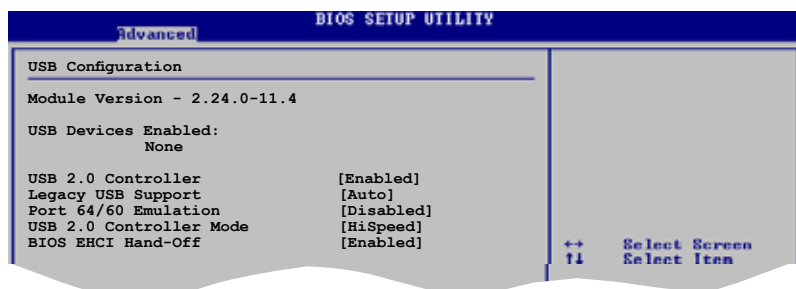 BIOS SETUP UTILITY
Advanced
USB Configuration
Module Version - 2.24.0-11.4
USB Devices Enabled:
None
USB 2.0 Controller [Enabled]
Legacy USB Support [Auto]
Port 64/60 Emulation [Disabled]
USB 2.0 Controller Mode [HiSpeed]
BIOS EHCI Hand-Off [Enabled]
↔ Select Screen
↑↓ Select Item